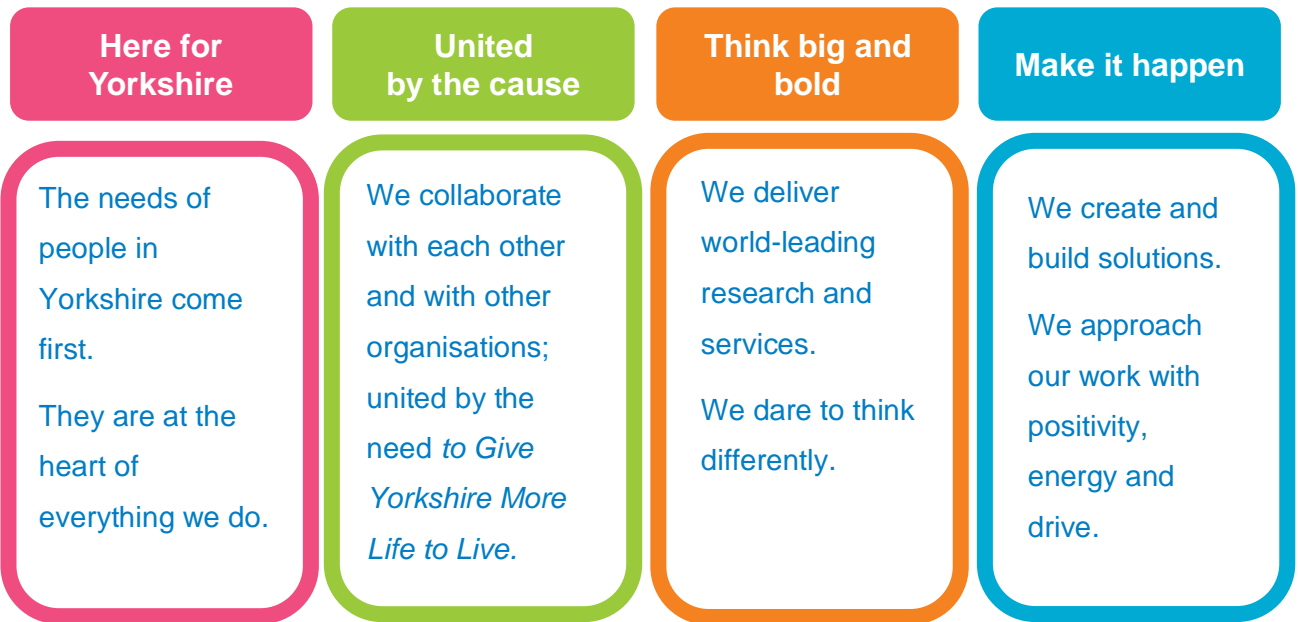 Here for
Yorkshire
The needs of
people in
Yorkshire come
first.
They are at the
heart of
everything we do.
United
by the cause
We collaborate
with each other
and with other
organisations;
united by the
need to Give
Yorkshire More
Life to Live.
Think big and
bold
We deliver
world-leading
research and
services.
We dare to think
differently.
Make it happen
We create and
build solutions.
We approach
our work with
positivity,
energy and
drive.